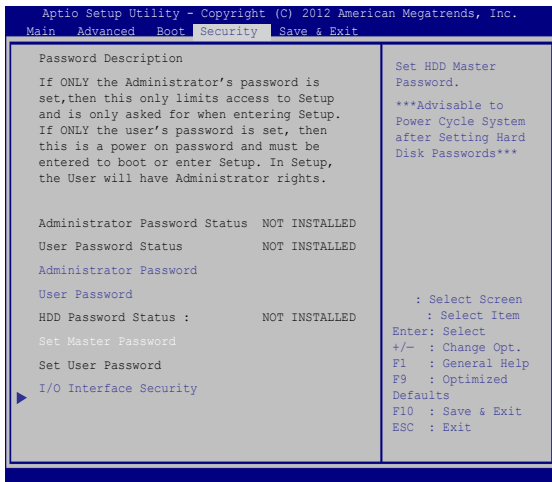 Aptio Setup Utility - Copyright (C) 2012 American Megatrends, Inc.
Main Advanced Boot Security Save & Exit
Password Description
If ONLY the Administrator's password is
set,then this only limits access to Setup
and is only asked for when entering Setup.
If ONLY the user's password is set, then
this is a power on password and must be
entered to boot or enter Setup. In Setup,
the User will have Administrator rights.
Administrator Password Status NOT INSTALLED
User Password Status NOT INSTALLED
Administrator Password
User Password
HDD Password Status : NOT INSTALLED
Set Master Password
Set User Password
I/O Interface Security
Set HDD Master
Password.
***Advisable to
Power Cycle System
after Setting Hard
Disk Passwords***
: Select Screen
: Select Item
Enter: Select
+/— : Change Opt.
F1 : General Help
F9 : Optimized
Defaults
F10 : Save & Exit
ESC : Exit